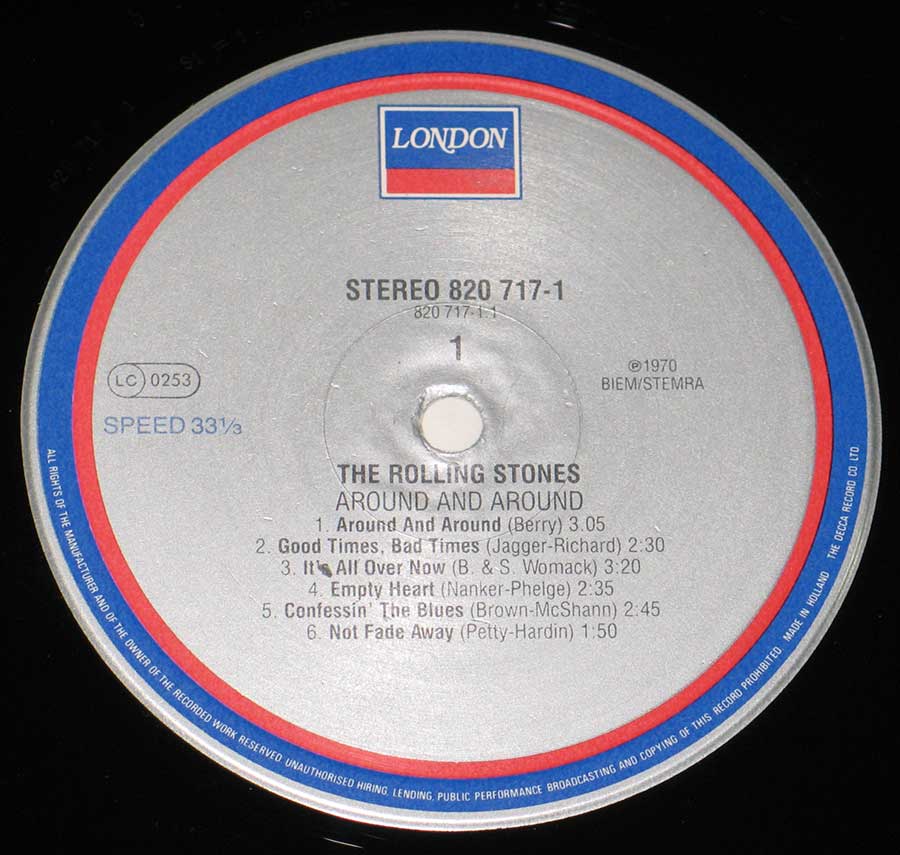 LONDON
STEREO 820 717-1
820 717-1.1
1
LC 0253
℗1970
BIEM/STEMRA
SPEED 33⅓
THE ROLLING STONES
AROUND AND AROUND
1. Around And Around (Berry) 3.05
2. Good Times, Bad Times (Jagger-Richard) 2:30
3. It's All Over Now (B. & S. Womack) 3:20
4. Empty Heart (Nanker-Phelge) 2:35
5. Confessin' The Blues (Brown-McShann) 2:45
6. Not Fade Away (Petty-Hardin) 1:50
ALL RIGHTS OF THE MANUFACTURER AND OF THE OWNER OF THE RECORDED WORK RESERVED. UNAUTHORISED HIRING, LENDING, PUBLIC PERFORMANCE BROADCASTING AND COPYING OF THIS RECORD PROHIBITED. MADE IN HOLLAND THE DECCA RECORD CO LTD.